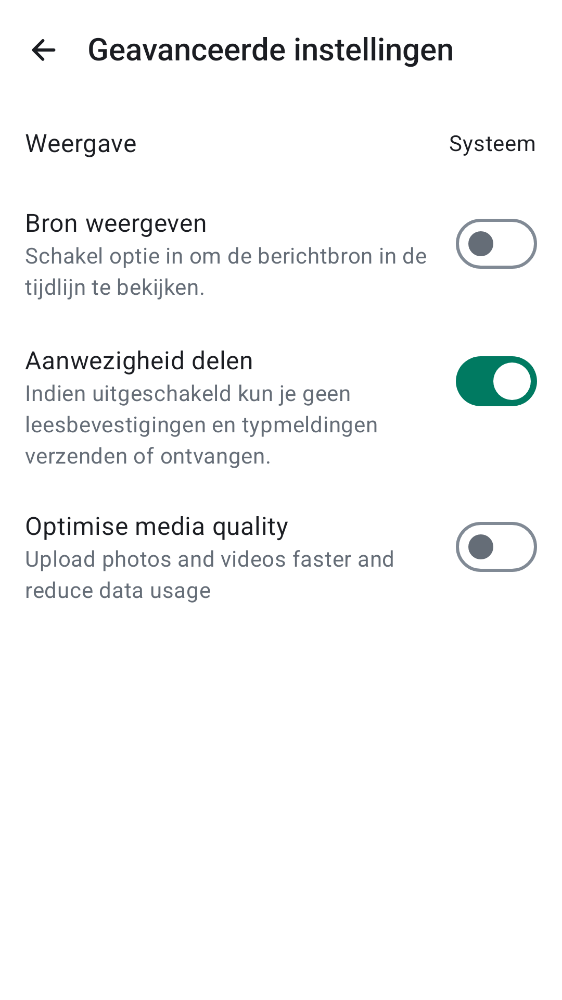 Geavanceerde instellingen
Weergave
Systeem
Bron weergeven
Schakel optie in om de berichtbron in de
tijdlijn te bekijken.
Aanwezigheid delen
Indien uitgeschakeld kun je geen
leesbevestigingen en typmeldingen
verzenden of ontvangen.
Optimise media quality
Upload photos and videos faster and
reduce data usage